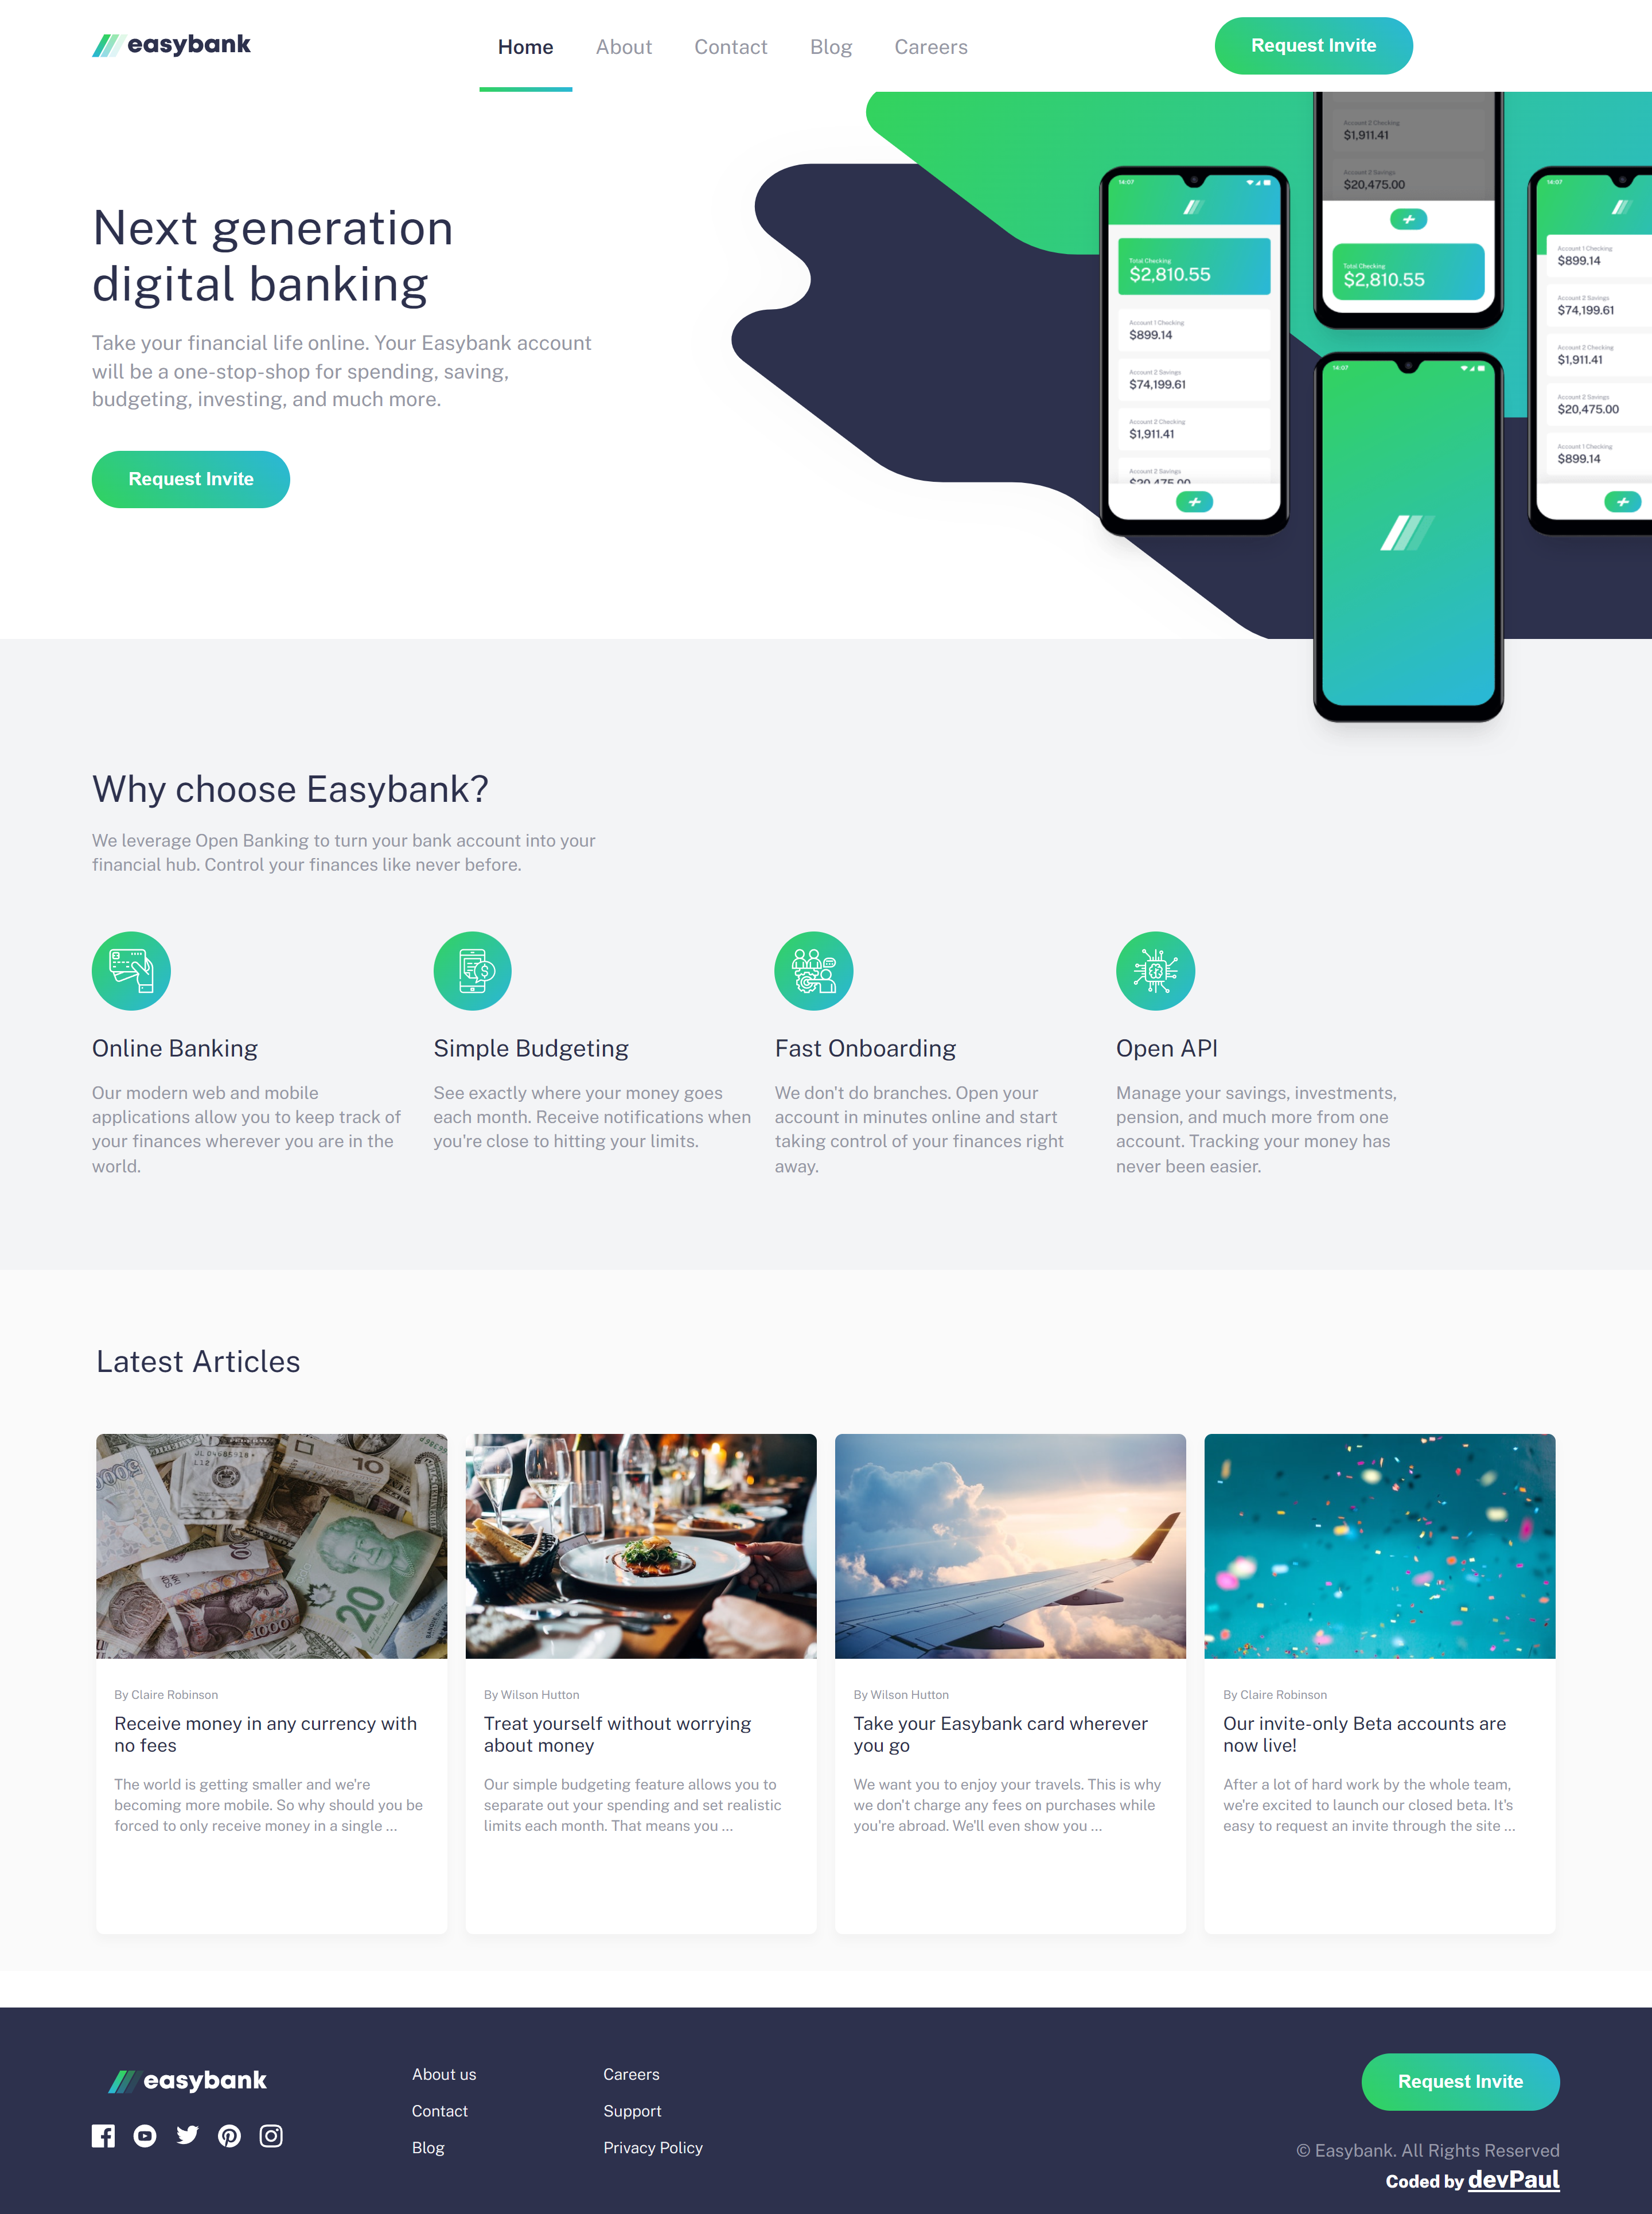 easybank
Home About Contact Blog Careers
Request Invite
Next generation
digital banking
Take your financial life online. Your Easybank account
will be a one-stop-shop for spending, saving,
budgeting, investing, and much more.
Request Invite
14:07
Total Checking
$2,810.55
Account 1 Checking
$899.14
Account 2 Savings
$74,199.61
Account 2 Checking
$1,911.41
Account 2 Savings
$20,475.00
Account 2 Checking
$1,911.41
Account 2 Savings
$20,475.00
Total Checking
$2,810.55
14:07
14:07
Account 1 Checking
$899.14
Account 2 Savings
$74,199.61
Account 2 Checking
$1,911.41
Account 2 Savings
$20,475.00
Account 1 Checking
$899.14
Why choose Easybank?
We leverage Open Banking to turn your bank account into your
financial hub. Control your finances like never before.
Online Banking
Our modern web and mobile
applications allow you to keep track of
your finances wherever you are in the
world.
Simple Budgeting
See exactly where your money goes
each month. Receive notifications when
you're close to hitting your limits.
Fast Onboarding
We don't do branches. Open your
account in minutes online and start
taking control of your finances right
away.
Open API
Manage your savings, investments,
pension, and much more from one
account. Tracking your money has
never been easier.
Latest Articles
10
20
1000
By Claire Robinson
Receive money in any currency with
no fees
The world is getting smaller and we're
becoming more mobile. So why should you be
forced to only receive money in a single ...
By Wilson Hutton
Treat yourself without worrying
about money
Our simple budgeting feature allows you to
separate out your spending and set realistic
limits each month. That means you ...
By Wilson Hutton
Take your Easybank card wherever
you go
We want you to enjoy your travels. This is why
we don't charge any fees on purchases while
you're abroad. We'll even show you ...
By Claire Robinson
Our invite-only Beta accounts are
now live!
After a lot of hard work by the whole team,
we're excited to launch our closed beta. It's
easy to request an invite through the site ...
easybank
About us
Contact
Blog
Careers
Support
Privacy Policy
Request Invite
© Easybank. All Rights Reserved
Coded by devPaul